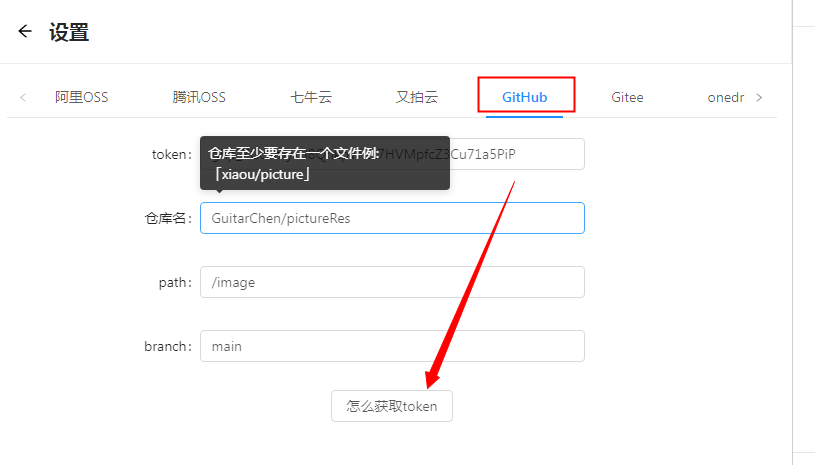 设置
阿里OSS
腾讯OSS
七牛云
又拍云
GitHub
Gitee
onedr
token:
7HVMpfcZ3Cu71a5PiP
仓库至少要存在一个文件例:
「xiaou/picture」
仓库名:
GuitarChen/pictureRes
path:
/image
branch:
main
怎么获取token